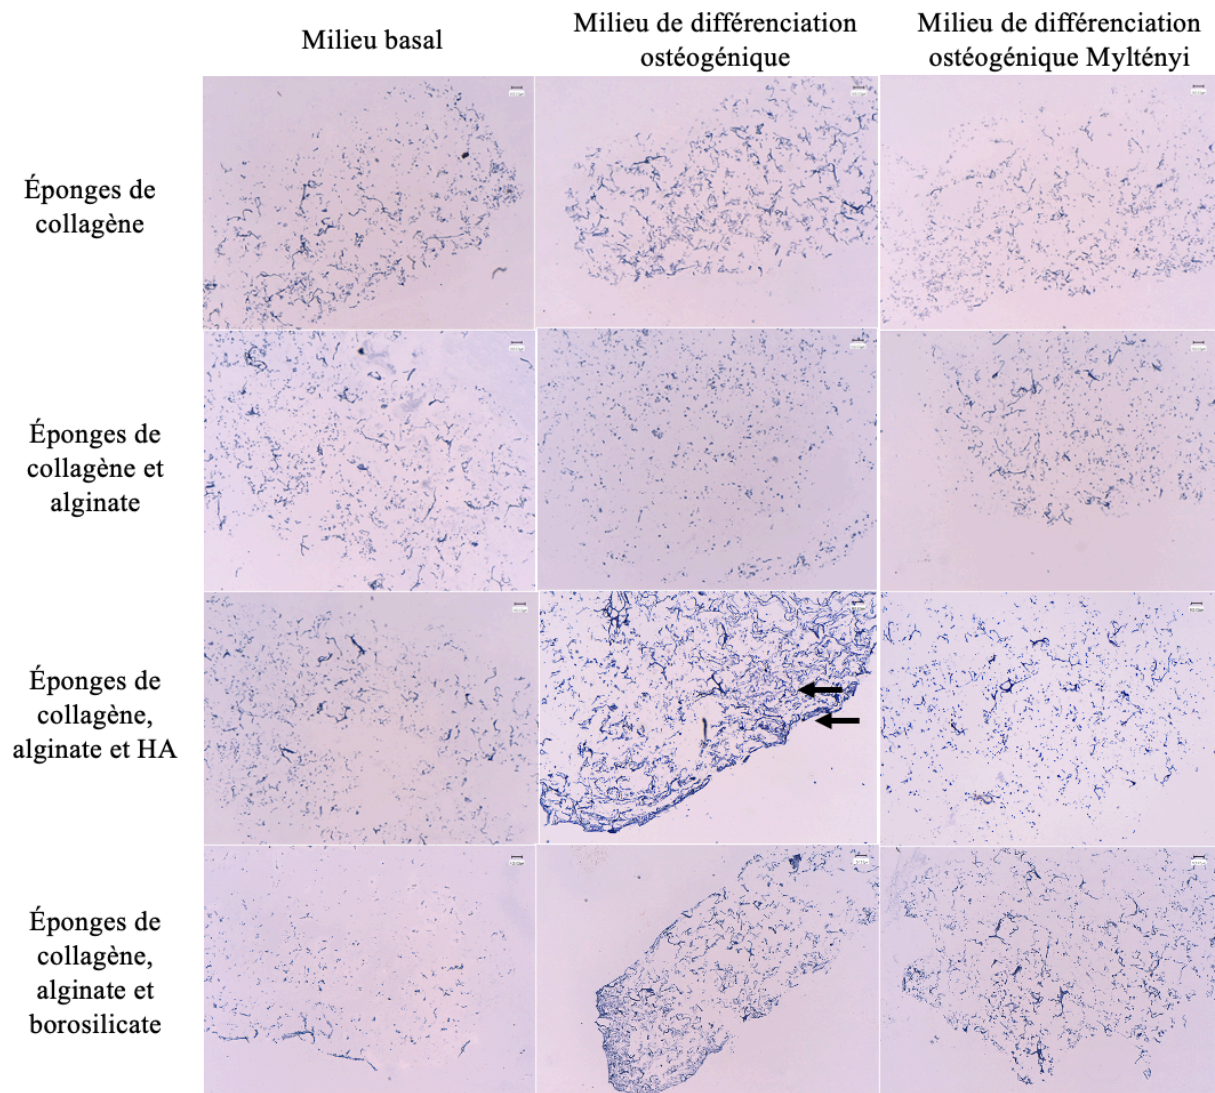 Milieu basal
Milieu de différenciation
ostéogénique
Milieu de différenciation
ostéogénique Myltényi
Éponges de
collagène
Éponges de
collagène et
alginate
Éponges de
collagène,
alginate et HA
Éponges de
collagène,
alginate et
borosilicate